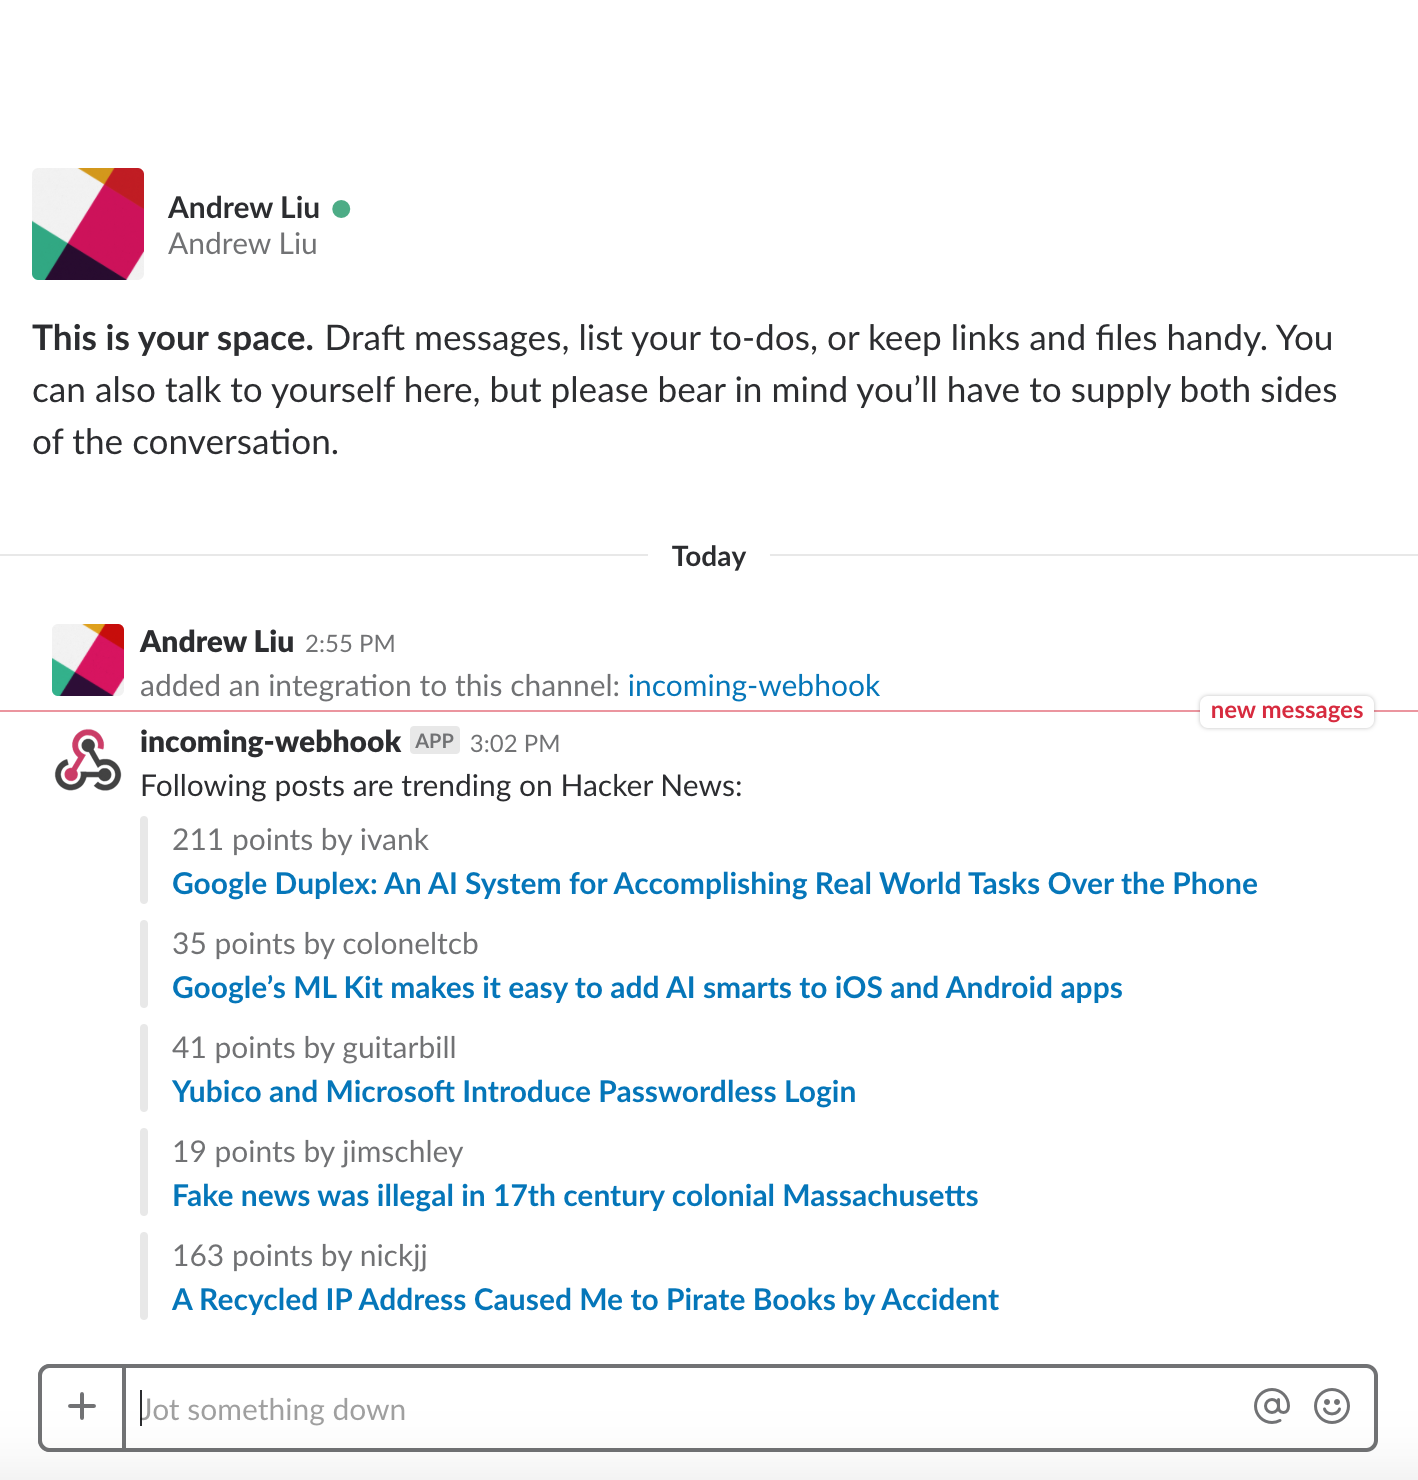 Andrew Liu
Andrew Liu
This is your space. Draft messages, list your to-dos, or keep links and files handy. You
can also talk to yourself here, but please bear in mind you’ll have to supply both sides
of the conversation.
Today
Andrew Liu 2:55 PM
added an integration to this channel: incoming-webhook
new messages
incoming-webhook APP 3:02 PM
Following posts are trending on Hacker News:
211 points by ivank
Google Duplex: An AI System for Accomplishing Real World Tasks Over the Phone
35 points by coloneltcb
Google’s ML Kit makes it easy to add AI smarts to iOS and Android apps
41 points by guitarbill
Yubico and Microsoft Introduce Passwordless Login
19 points by jimschley
Fake news was illegal in 17th century colonial Massachusetts
163 points by nickjj
A Recycled IP Address Caused Me to Pirate Books by Accident
Jot something down